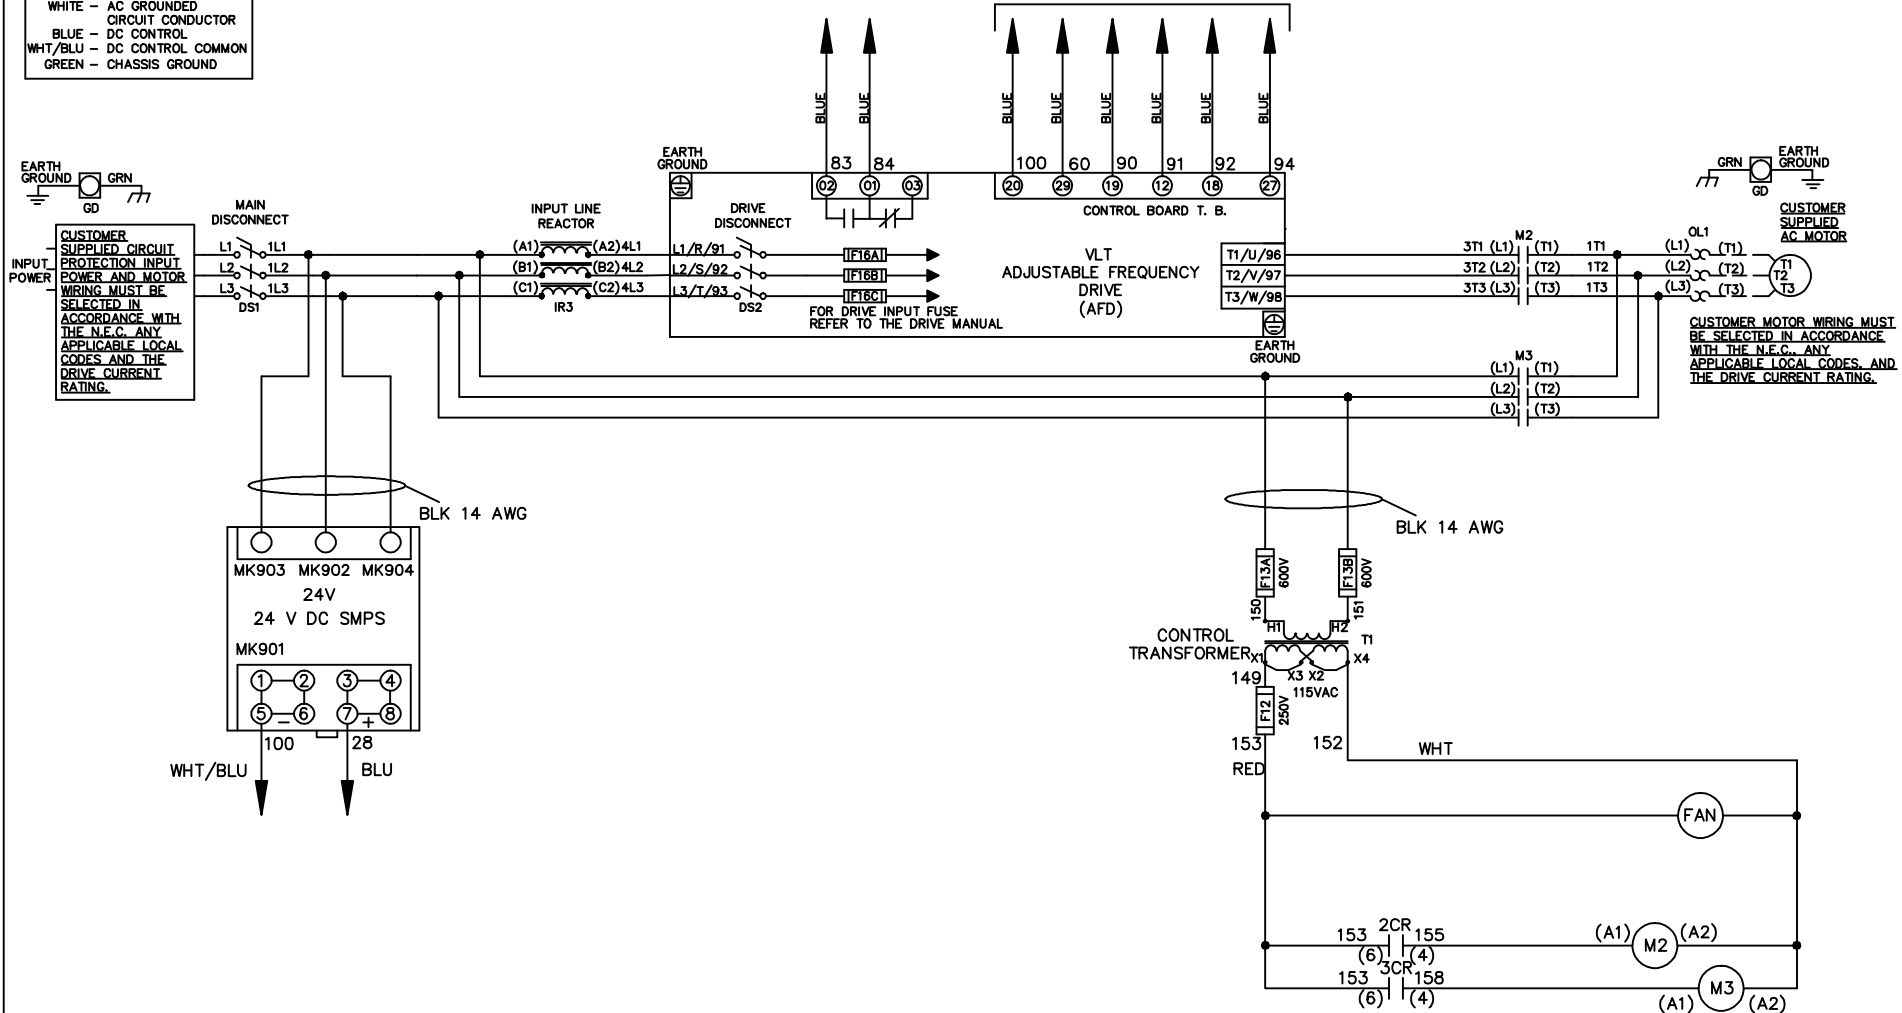 WHITE – AC GROUNDED
CIRCUIT CONDUCTOR
BLUE – DC CONTROL
WHT/BLU – DC CONTROL COMMON
GREEN – CHASSIS GROUND
EARTH
GROUND
GRN
GD
INPUT
POWER
CUSTOMER
SUPPLIED CIRCUIT
PROTECTION INPUT
POWER AND MOTOR
WIRING MUST BE
SELECTED IN
ACCORDANCE WITH
THE N.E.C. ANY
APPLICABLE LOCAL
CODES AND THE
DRIVE CURRENT
RATING.
MAIN
DISCONNECT
L1 1L1
L2 1L2
L3 1L3
DS1
INPUT LINE
REACTOR
(A1) (A2) 4L1
(B1) (B2) 4L2
(C1) (C2) 4L3
IR3
EARTH
GROUND
L1/R/91
L2/S/92
L3/T/93
DRIVE
DISCONNECT
DS2
BLUE BLUE
83 84
02 01 03
F16A
F16B
F16C
FOR DRIVE INPUT FUSE
REFER TO THE DRIVE MANUAL
BLUE BLUE BLUE BLUE BLUE BLUE
100 60 90 91 92 94
20 29 19 12 18 27
CONTROL BOARD T. B.
VLT
ADJUSTABLE FREQUENCY
DRIVE
(AFD)
T1/U/96
T2/V/97
T3/W/98
EARTH
GROUND
M2
3T1 (L1) (T1) 1T1
3T2 (L2) (T2) 1T2
3T3 (L3) (T3) 1T3
OL1
(L1) (T1)
(L2) (T2)
(L3) (T3)
T1
T2
T3
GRN
EARTH
GROUND
GD
CUSTOMER
SUPPLIED
AC MOTOR
CUSTOMER MOTOR WIRING MUST
BE SELECTED IN ACCORDANCE
WITH THE N.E.C., ANY
APPLICABLE LOCAL CODES, AND
THE DRIVE CURRENT RATING.
M3
(L1) (T1)
(L2) (T2)
(L3) (T3)
BLK 14 AWG
MK903 MK902 MK904
24V
24 V DC SMPS
MK901
1 2 3 4
5 6 7 8
– +
100 28
WHT/BLU BLU
BLK 14 AWG
F13A 600V
F13B 600V
150 151
H1 H2
T1
CONTROL
TRANSFORMER
X1 X3 X2 X4
115VAC
149
F12 250V
153
RED
152
WHT
FAN
2CR
153 155
(6) (4)
(A1) M2 (A2)
3CR
153 158
(6) (4)
(A1) M3 (A2)